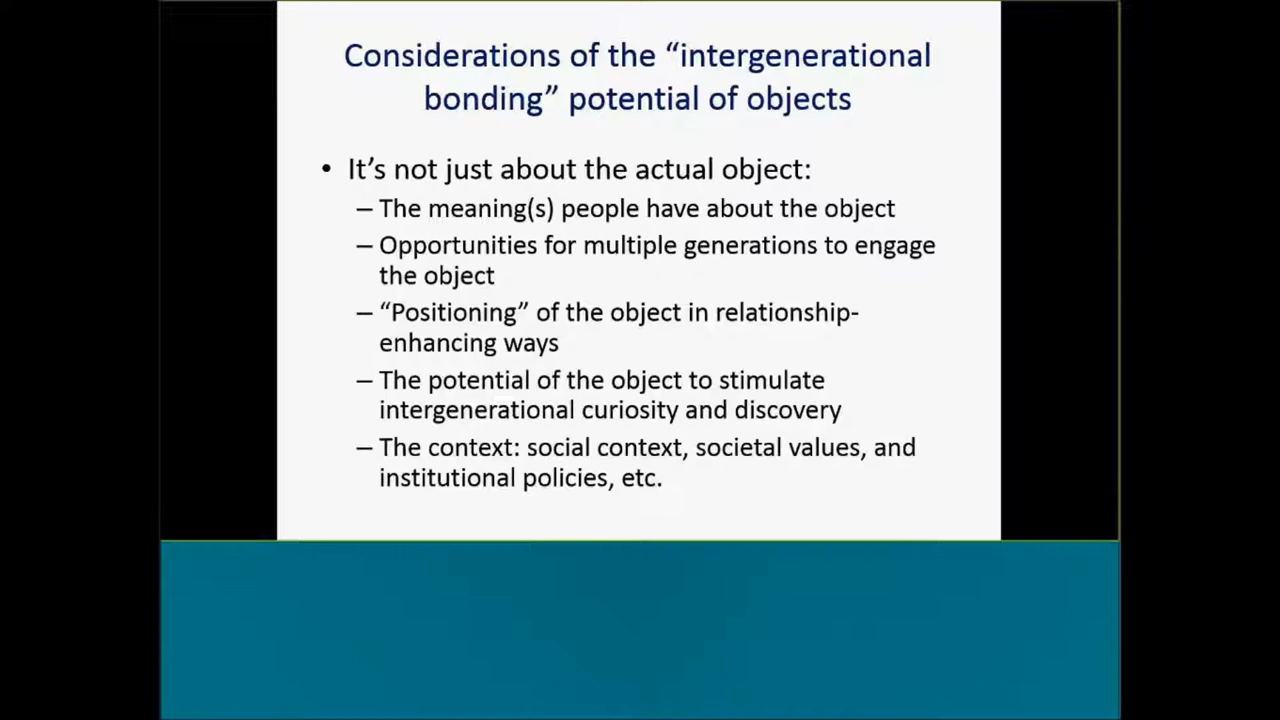 Considerations of the “intergenerational
bonding” potential of objects
• It’s not just about the actual object:
– The meaning(s) people have about the object
– Opportunities for multiple generations to engage
the object
– “Positioning” of the object in relationship-
enhancing ways
– The potential of the object to stimulate
intergenerational curiosity and discovery
– The context: social context, societal values, and
institutional policies, etc.